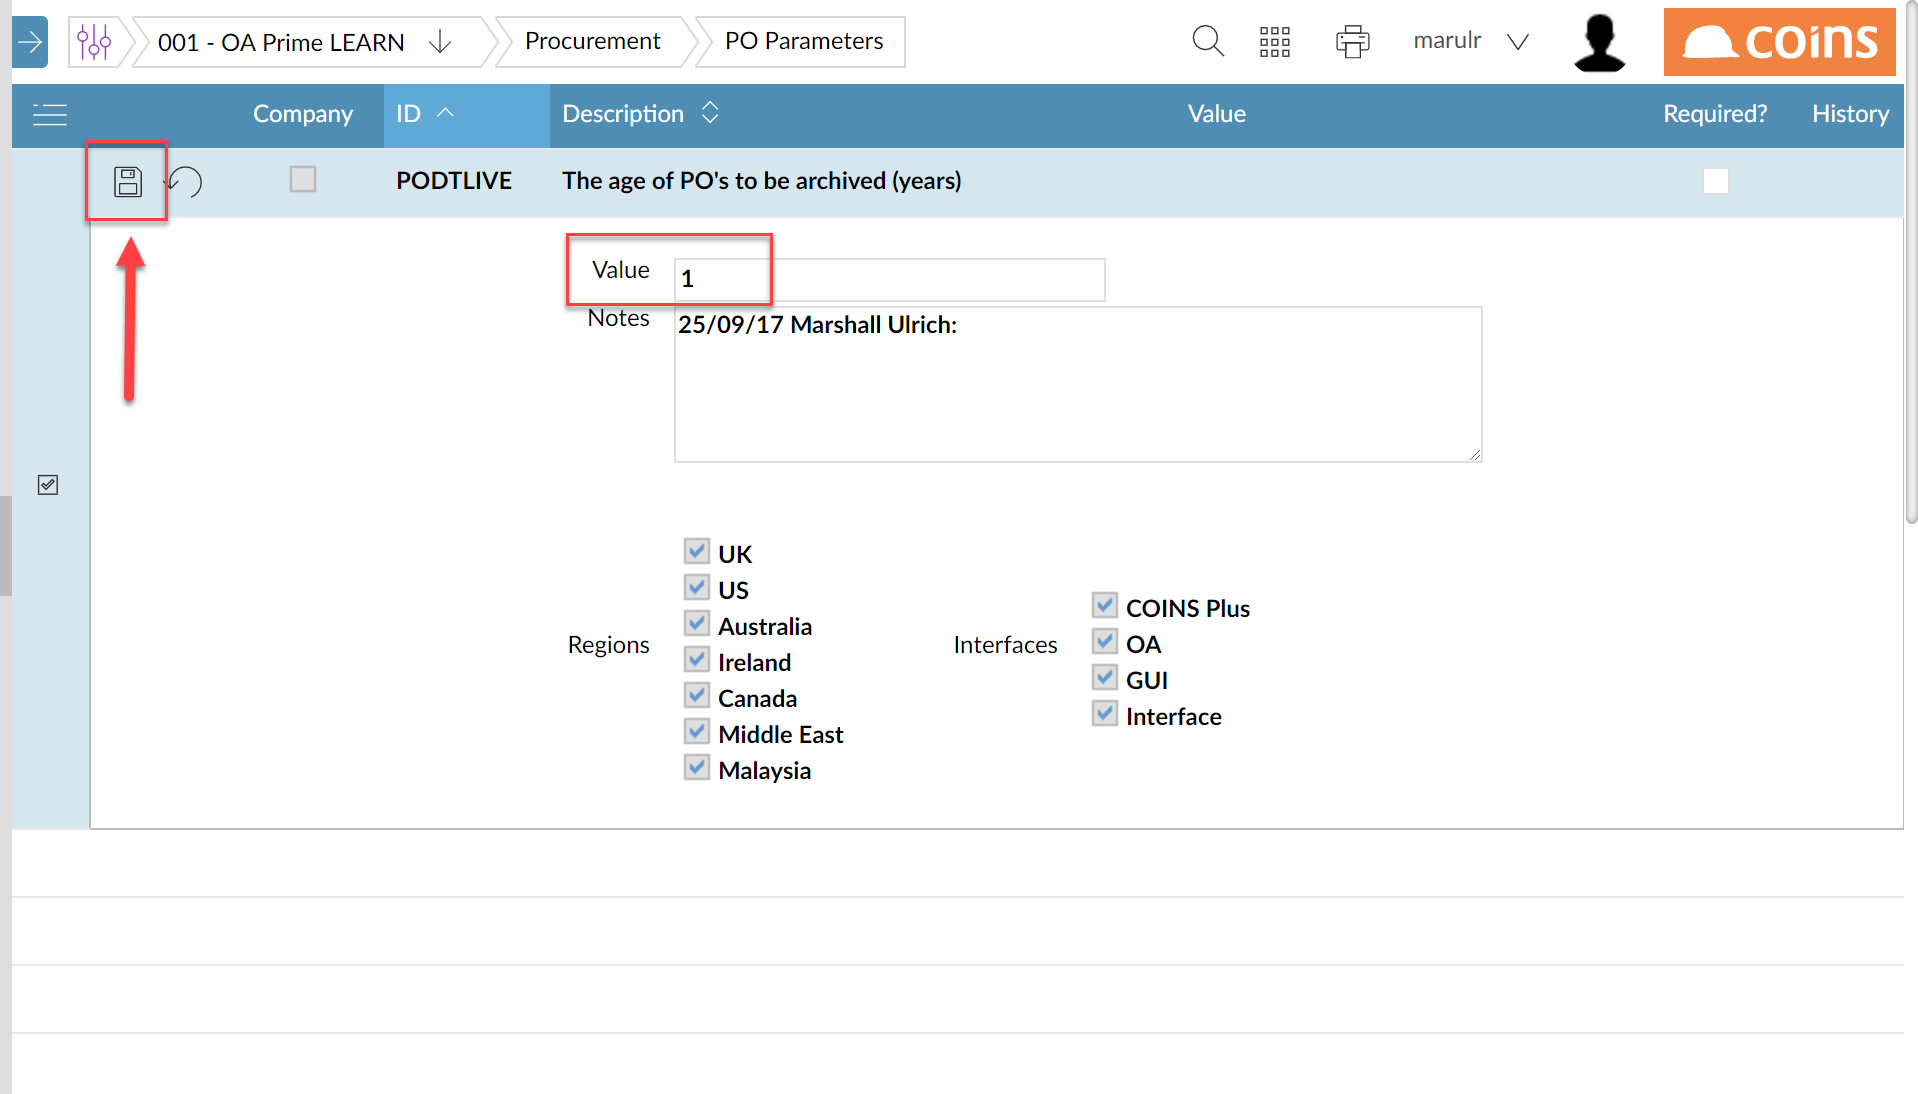 001 - OA Prime LEARN
Procurement
PO Parameters
marulr
coins
Company
ID
Description
Value
Required?
History
PODTLIVE
The age of PO's to be archived (years)
Value
1
Notes
25/09/17 Marshall Ulrich:
Regions
UK
US
Australia
Ireland
Canada
Middle East
Malaysia
Interfaces
COINS Plus
OA
GUI
Interface